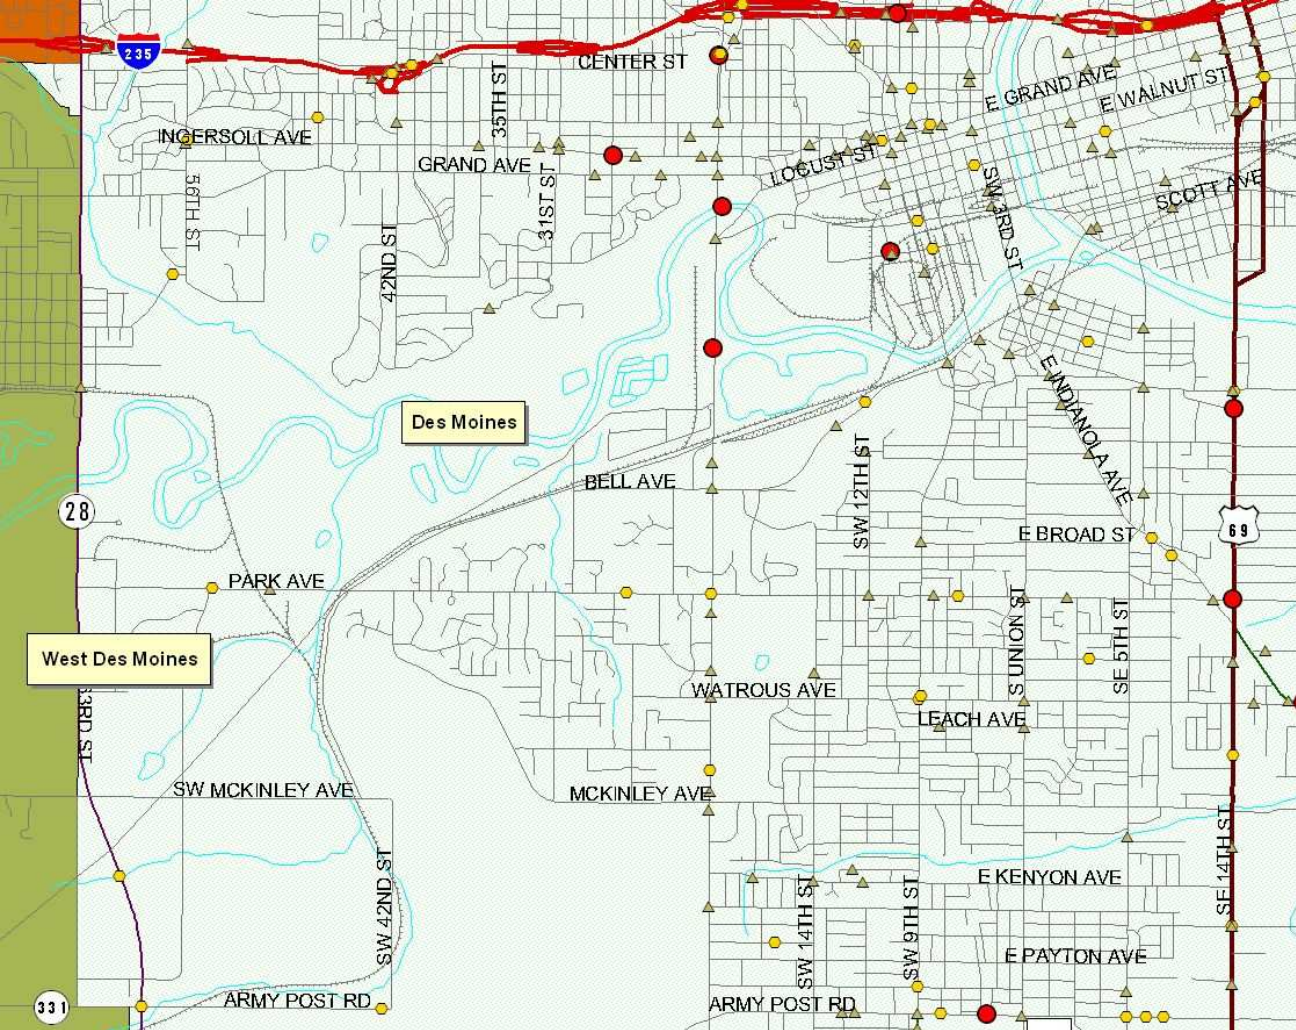 235
CENTER ST
35TH ST
E GRAND AVE
E WALNUT ST
INGERSOLL AVE
GRAND AVE
LOCUST ST
31ST ST
56TH ST
42ND ST
SW 3RD ST
SCOTT AVE
E INDIANOLA AVE
Des Moines
BELL AVE
SW 12TH ST
28
E BROAD ST
69
PARK AVE
S UNION ST
SE 5TH ST
West Des Moines
63RD ST
WATROUS AVE
LEACH AVE
SW MCKINLEY AVE
MCKINLEY AVE
SE 14TH ST
SW 42ND ST
SW 14TH ST
SW 9TH ST
E KENYON AVE
E PAYTON AVE
331
ARMY POST RD
ARMY POST RD